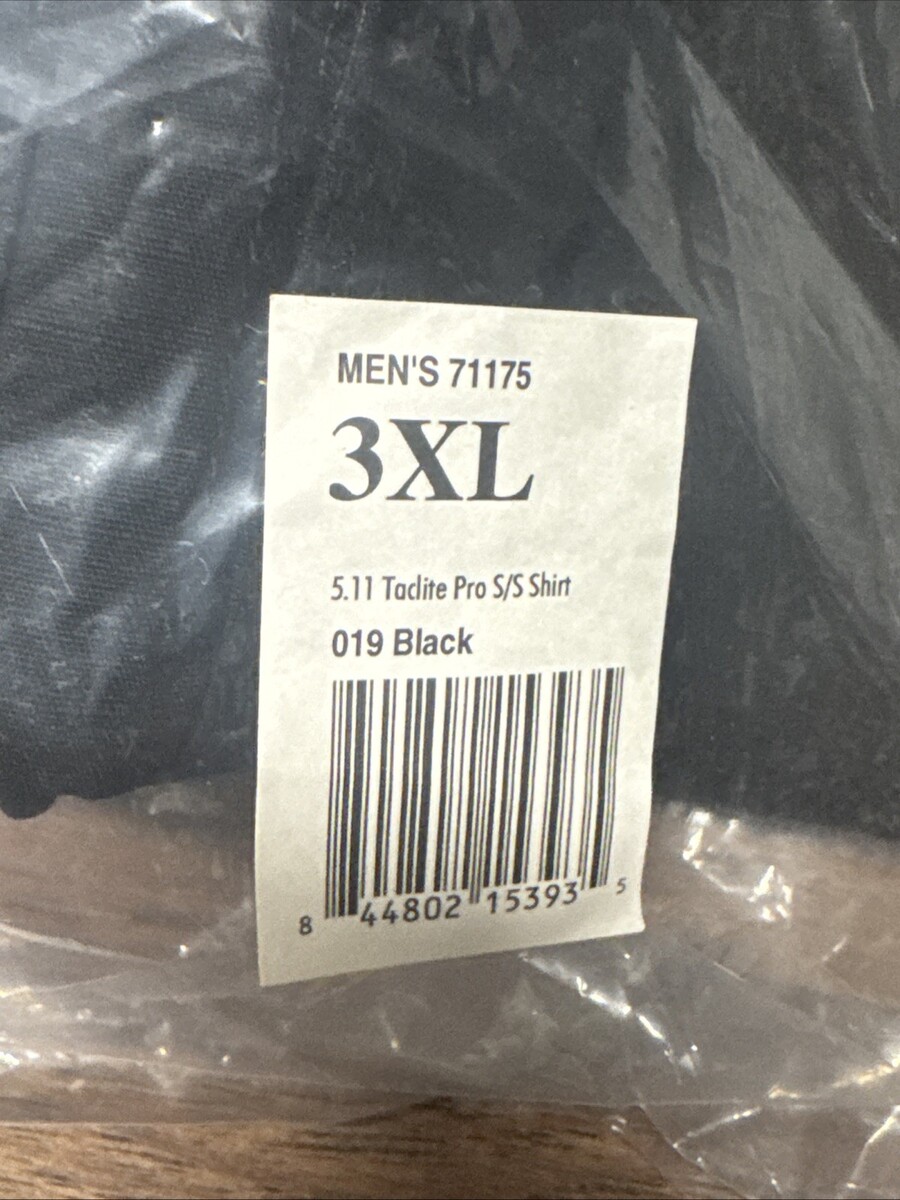 MEN'S 71175
3XL
5.11 Taclite Pro S/S Shirt
019 Black
8 44802 15393 5